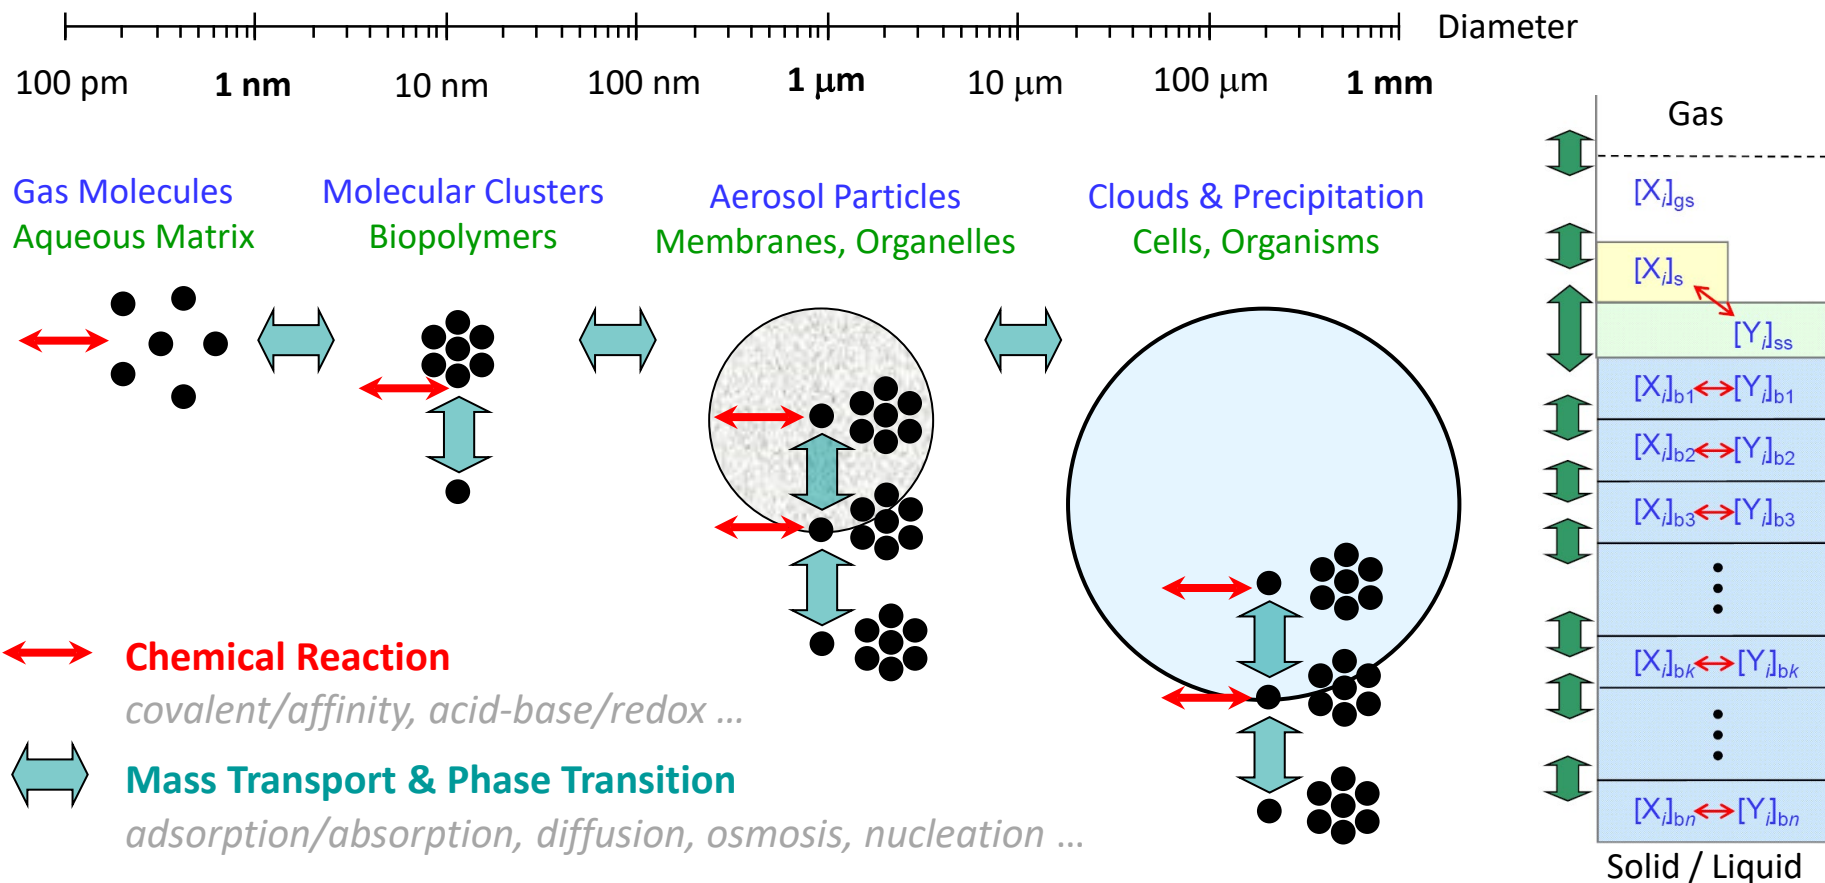 Diameter
100 pm 1 nm 10 nm 100 nm 1 μm 10 μm 100 μm 1 mm
Gas Molecules
Aqueous Matrix
Molecular Clusters
Biopolymers
Aerosol Particles
Membranes, Organelles
Clouds & Precipitation
Cells, Organisms
Chemical Reaction
covalent/affinity, acid-base/redox ...
Mass Transport & Phase Transition
adsorption/absorption, diffusion, osmosis, nucleation ...
Gas
[Xi]gs
[Xi]s
[Yi]ss
[Xi]b1 [Yi]b1
[Xi]b2 [Yi]b2
[Xi]b3 [Yi]b3
[Xi]bk [Yi]bk
[Xi]bn [Yi]bn
Solid / Liquid